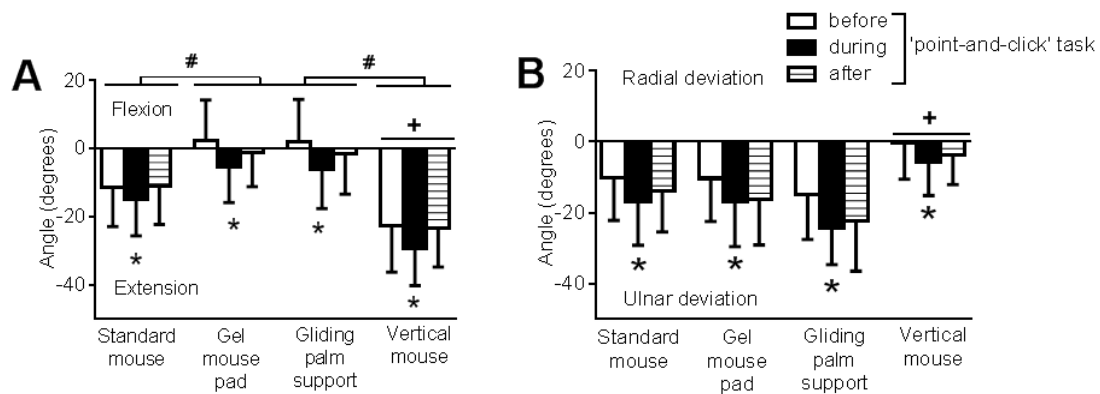 before
during
after
'point-and-click' task
A
#
#
20
0
-20
-40
Angle (degrees)
Flexion
Extension
+
*
*
*
*
Standard
mouse
Gel
mouse
pad
Gliding
palm
support
Vertical
mouse
B
20
0
-20
-40
Angle (degrees)
Radial deviation
Ulnar deviation
+
*
*
*
*
Standard
mouse
Gel
mouse
pad
Gliding
palm
support
Vertical
mouse